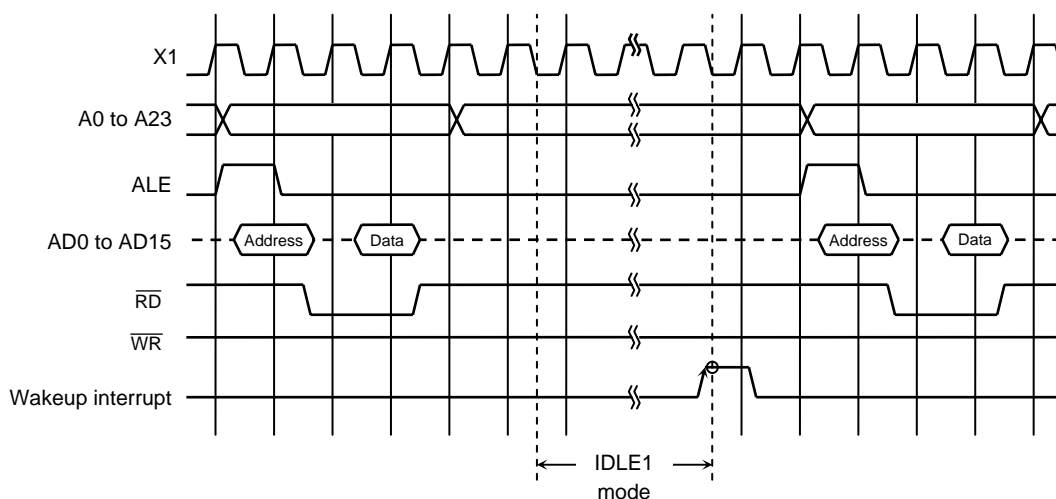 X1
A0 to A23
ALE
AD0 to AD15
Address
Data
Address
Data
RD
WR
Wakeup interrupt
IDLE1
mode